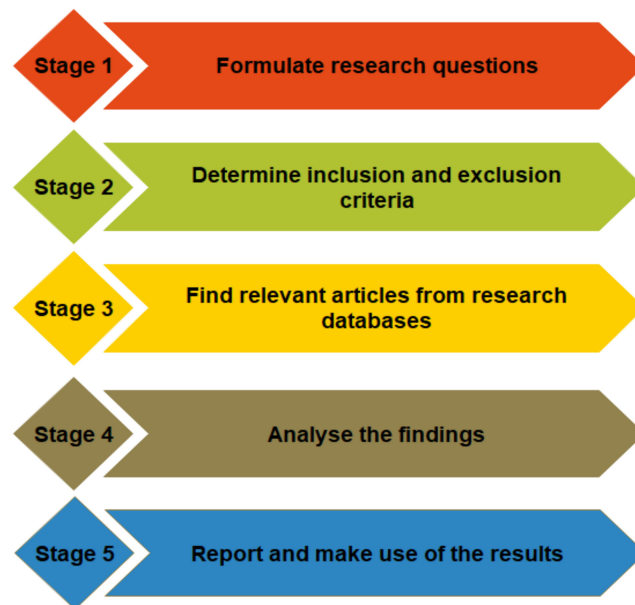 Stage 1
Formulate research questions
Stage 2
Determine inclusion and exclusion
criteria
Stage 3
Find relevant articles from research
databases
Stage 4
Analyse the findings
Stage 5
Report and make use of the results